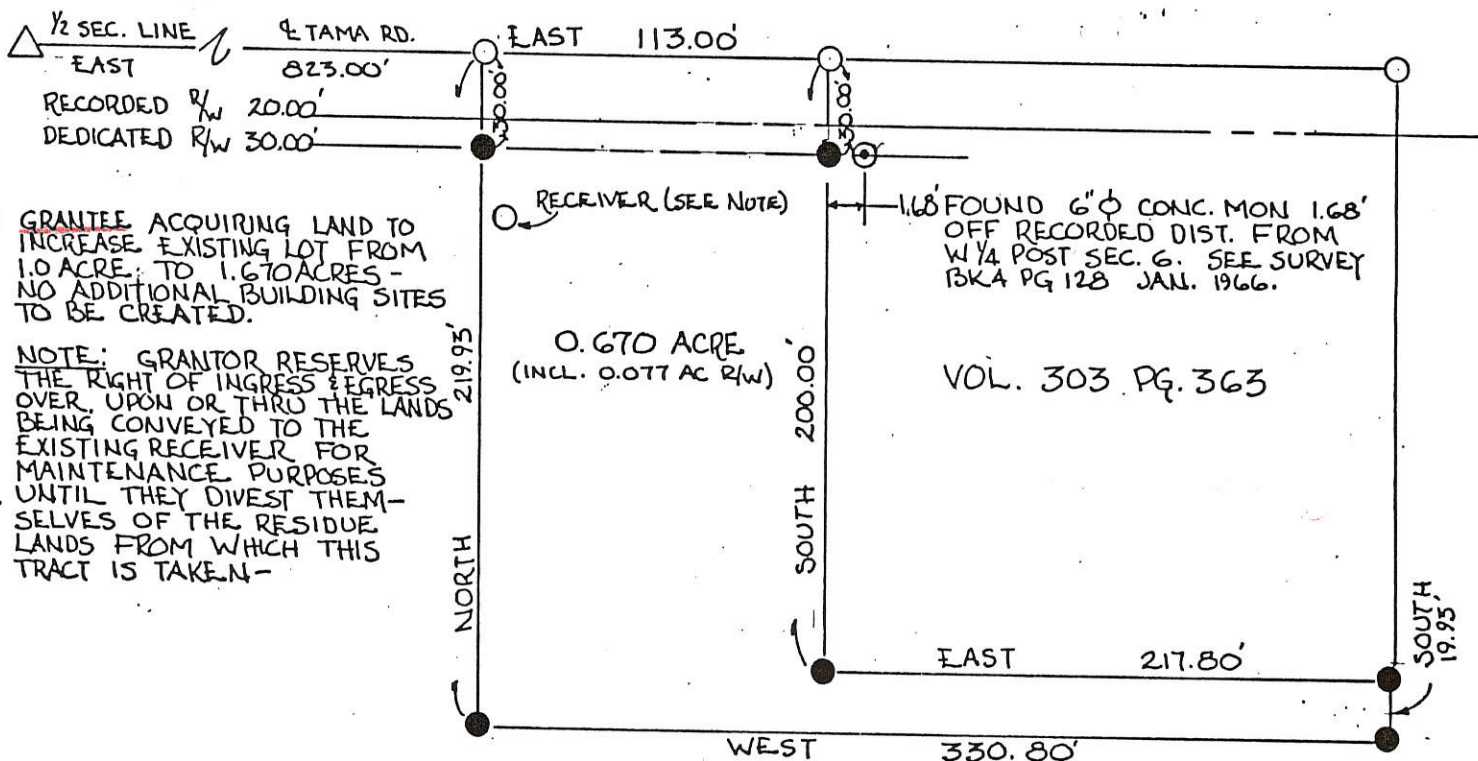 ½ SEC. LINE
EAST
℄ TAMA RD.
823.00'
EAST 113.00'
RECORDED R/W 20.00'
DEDICATED R/W 30.00'
30.00'
30.00'
RECEIVER (SEE NOTE)
1.68'
FOUND 6"ϕ CONC. MON 1.68'
OFF RECORDED DIST. FROM
W ¼ POST SEC. 6. SEE SURVEY
BK4 PG 128 JAN. 1966.
GRANTEE ACQUIRING LAND TO
INCREASE EXISTING LOT FROM
1.0 ACRE. TO 1.670 ACRES -
NO ADDITIONAL BUILDING SITES
TO BE CREATED.
NOTE: GRANTOR RESERVES
THE RIGHT OF INGRESS & EGRESS
OVER, UPON OR THRU THE LANDS
BEING CONVEYED TO THE
EXISTING RECEIVER FOR
MAINTENANCE PURPOSES
UNTIL THEY DIVEST THEM-
SELVES OF THE RESIDUE
LANDS FROM WHICH THIS
TRACT IS TAKEN-
NORTH 219.95'
0.670 ACRE
(INCL. 0.077 AC R/W)
SOUTH 200.00'
VOL. 303 PG. 363
EAST 217.80'
SOUTH
19.95'
WEST 330.80'